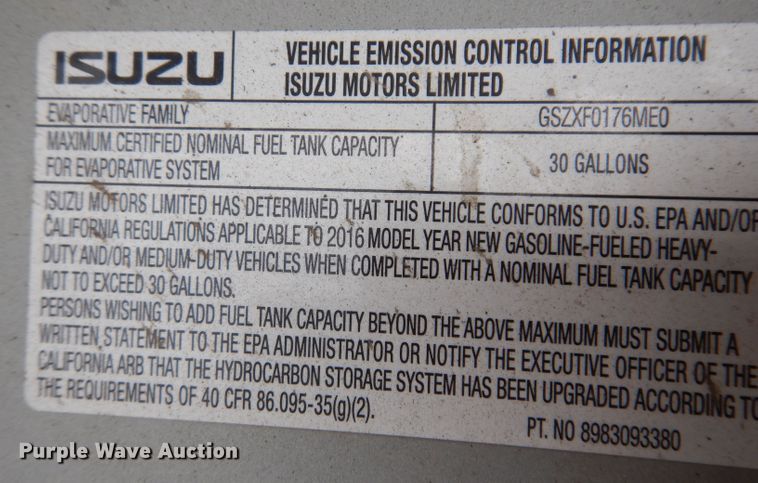 ISUZU
VEHICLE EMISSION CONTROL INFORMATION
ISUZU MOTORS LIMITED
EVAPORATIVE FAMILY
GSZXF0176ME0
MAXIMUM CERTIFIED NOMINAL FUEL TANK CAPACITY
FOR EVAPORATIVE SYSTEM
30 GALLONS
ISUZU MOTORS LIMITED HAS DETERMINED THAT THIS VEHICLE CONFORMS TO U.S. EPA AND/OR
CALIFORNIA REGULATIONS APPLICABLE TO 2016 MODEL YEAR NEW GASOLINE-FUELED HEAVY-
DUTY AND/OR MEDIUM-DUTY VEHICLES WHEN COMPLETED WITH A NOMINAL FUEL TANK CAPACITY
NOT TO EXCEED 30 GALLONS.
PERSONS WISHING TO ADD FUEL TANK CAPACITY BEYOND THE ABOVE MAXIMUM MUST SUBMIT A
WRITTEN STATEMENT TO THE EPA ADMINISTRATOR OR NOTIFY THE EXECUTIVE OFFICER OF THE
CALIFORNIA ARB THAT THE HYDROCARBON STORAGE SYSTEM HAS BEEN UPGRADED ACCORDING TO
THE REQUIREMENTS OF 40 CFR 86.095-35(g)(2).
PT. NO 8983093380
Purple Wave Auction